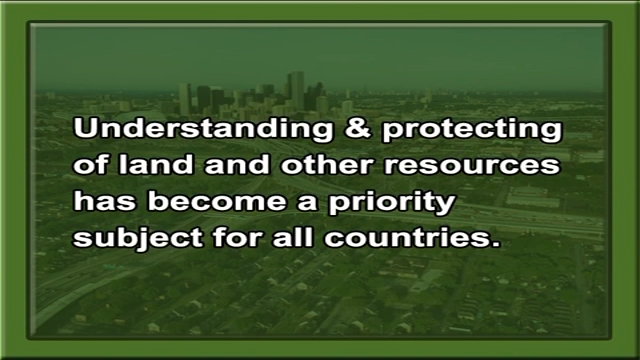 Understanding & protecting
of land and other resources
has become a priority
subject for all countries.